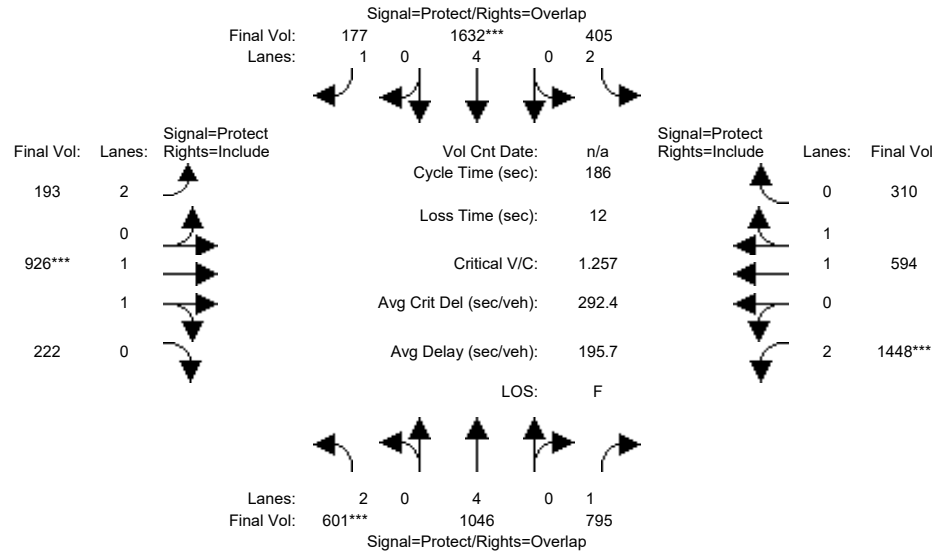 Signal=Protect/Rights=Overlap
Final Vol: 177 1632*** 405
Lanes: 1 0 4 0 2
Signal=Protect
Final Vol: Lanes: Rights=Include
Vol Cnt Date: n/a
Signal=Protect
Rights=Include Lanes: Final Vol
Cycle Time (sec): 186
193 2
0 310
Loss Time (sec): 12
0
1
926*** 1
Critical V/C: 1.257
1 594
1
Avg Crit Del (sec/veh): 292.4
0
222 0
Avg Delay (sec/veh): 195.7
2 1448***
LOS: F
Lanes: 2 0 4 0 1
Final Vol: 601*** 1046 795
Signal=Protect/Rights=Overlap